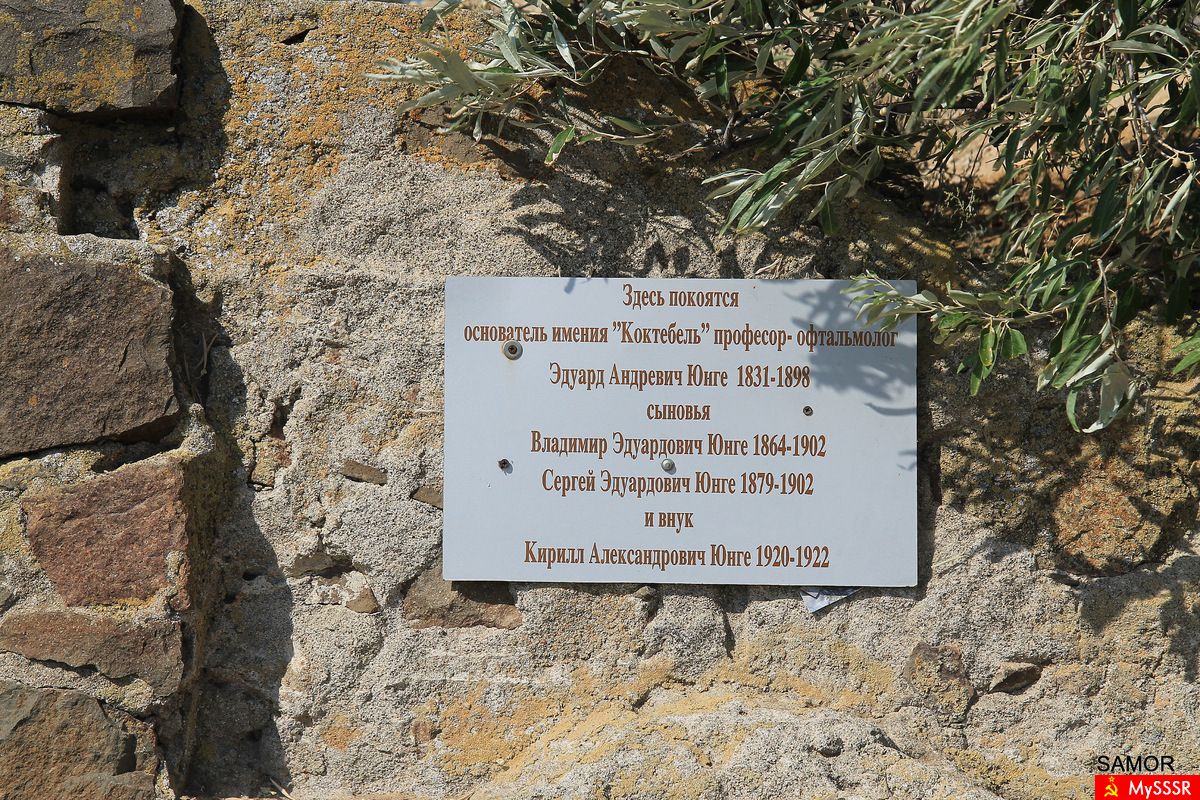 Здесь покоятся
основатель имения "Коктебель" професор- офтальмолог
Эдуард Андревич Юнге 1831-1898
сыновья
Владимир Эдуардович Юнге 1864-1902
Сергей Эдуардович Юнге 1879-1902
и внук
Кирилл Александрович Юнге 1920-1922
SAMOR
MySSSR